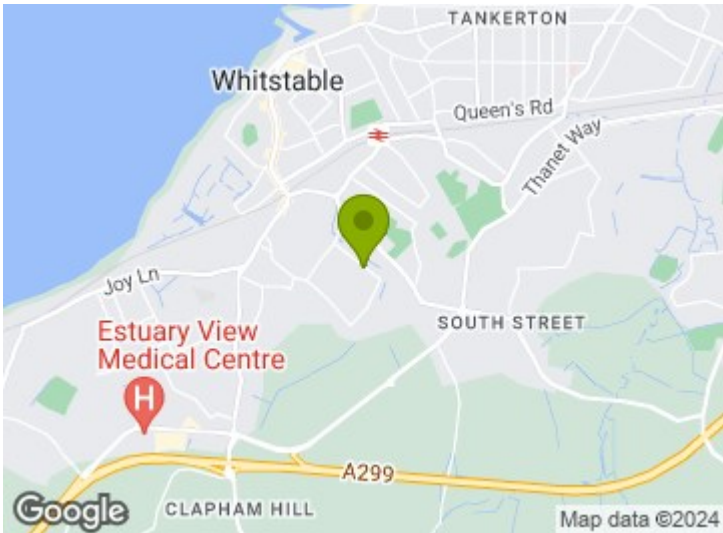 TANKERTON
Whitstable
Queen's Rd
Thanet Way
Joy Ln
Estuary View
Medical Centre
SOUTH STREET
H
A299
CLAPHAM HILL
Google
Map data ©2024